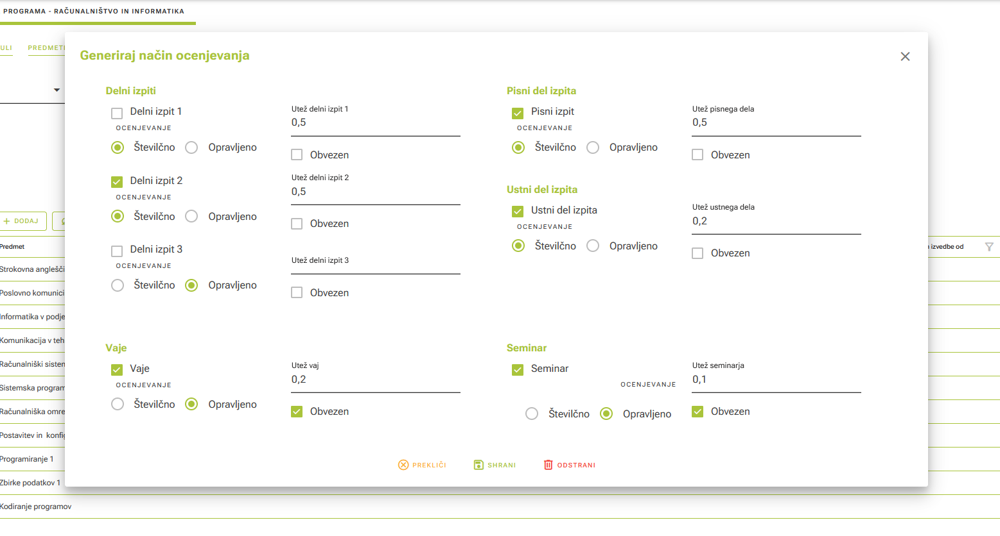 PROGRAMA - RAČUNALNIŠTVO IN INFORMATIKA
ULI PREDMETI
Generiraj način ocenjevanja
Delni izpiti
Delni izpit 1
OCENJEVANJE
Številčno Opravljeno
Utež delni izpit 1
0,5
Obvezen
Delni izpit 2
OCENJEVANJE
Številčno Opravljeno
Utež delni izpit 2
0,5
Obvezen
Delni izpit 3
OCENJEVANJE
Številčno Opravljeno
Utež delni izpit 3
Obvezen
Pisni del izpita
Pisni izpit
OCENJEVANJE
Številčno Opravljeno
Utež pisnega dela
0,5
Obvezen
Ustni del izpita
Ustni del izpita
OCENJEVANJE
Številčno Opravljeno
Utež ustnega dela
0,2
Obvezen
Vaje
Vaje
OCENJEVANJE
Številčno Opravljeno
Utež vaj
0,2
Obvezen
Seminar
Seminar
OCENJEVANJE
Številčno Opravljeno
Utež seminarja
0,1
Obvezen
PREKLIČI SHRANI ODSTRANI
DODAJ
Predmet
izvedbe od
Strokovna anglešči
Poslovno komunici
Informatika v podje
Komunikacija v teh
Računalniški sisten
Sistemska program
Računalniška omre
Postavitev in konfig
Programiranje 1
Zbirke podatkov 1
Kodiranje programov